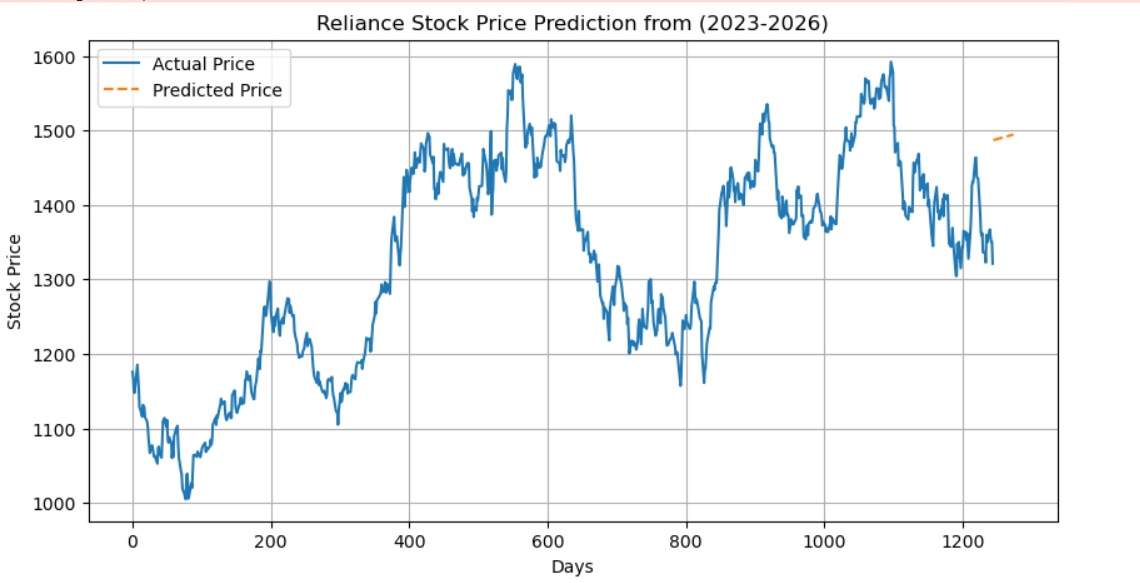 Reliance Stock Price Prediction from (2023-2026)
Actual Price
Predicted Price
Stock Price
1600
1500
1400
1300
1200
1100
1000
0 200 400 600 800 1000 1200
Days